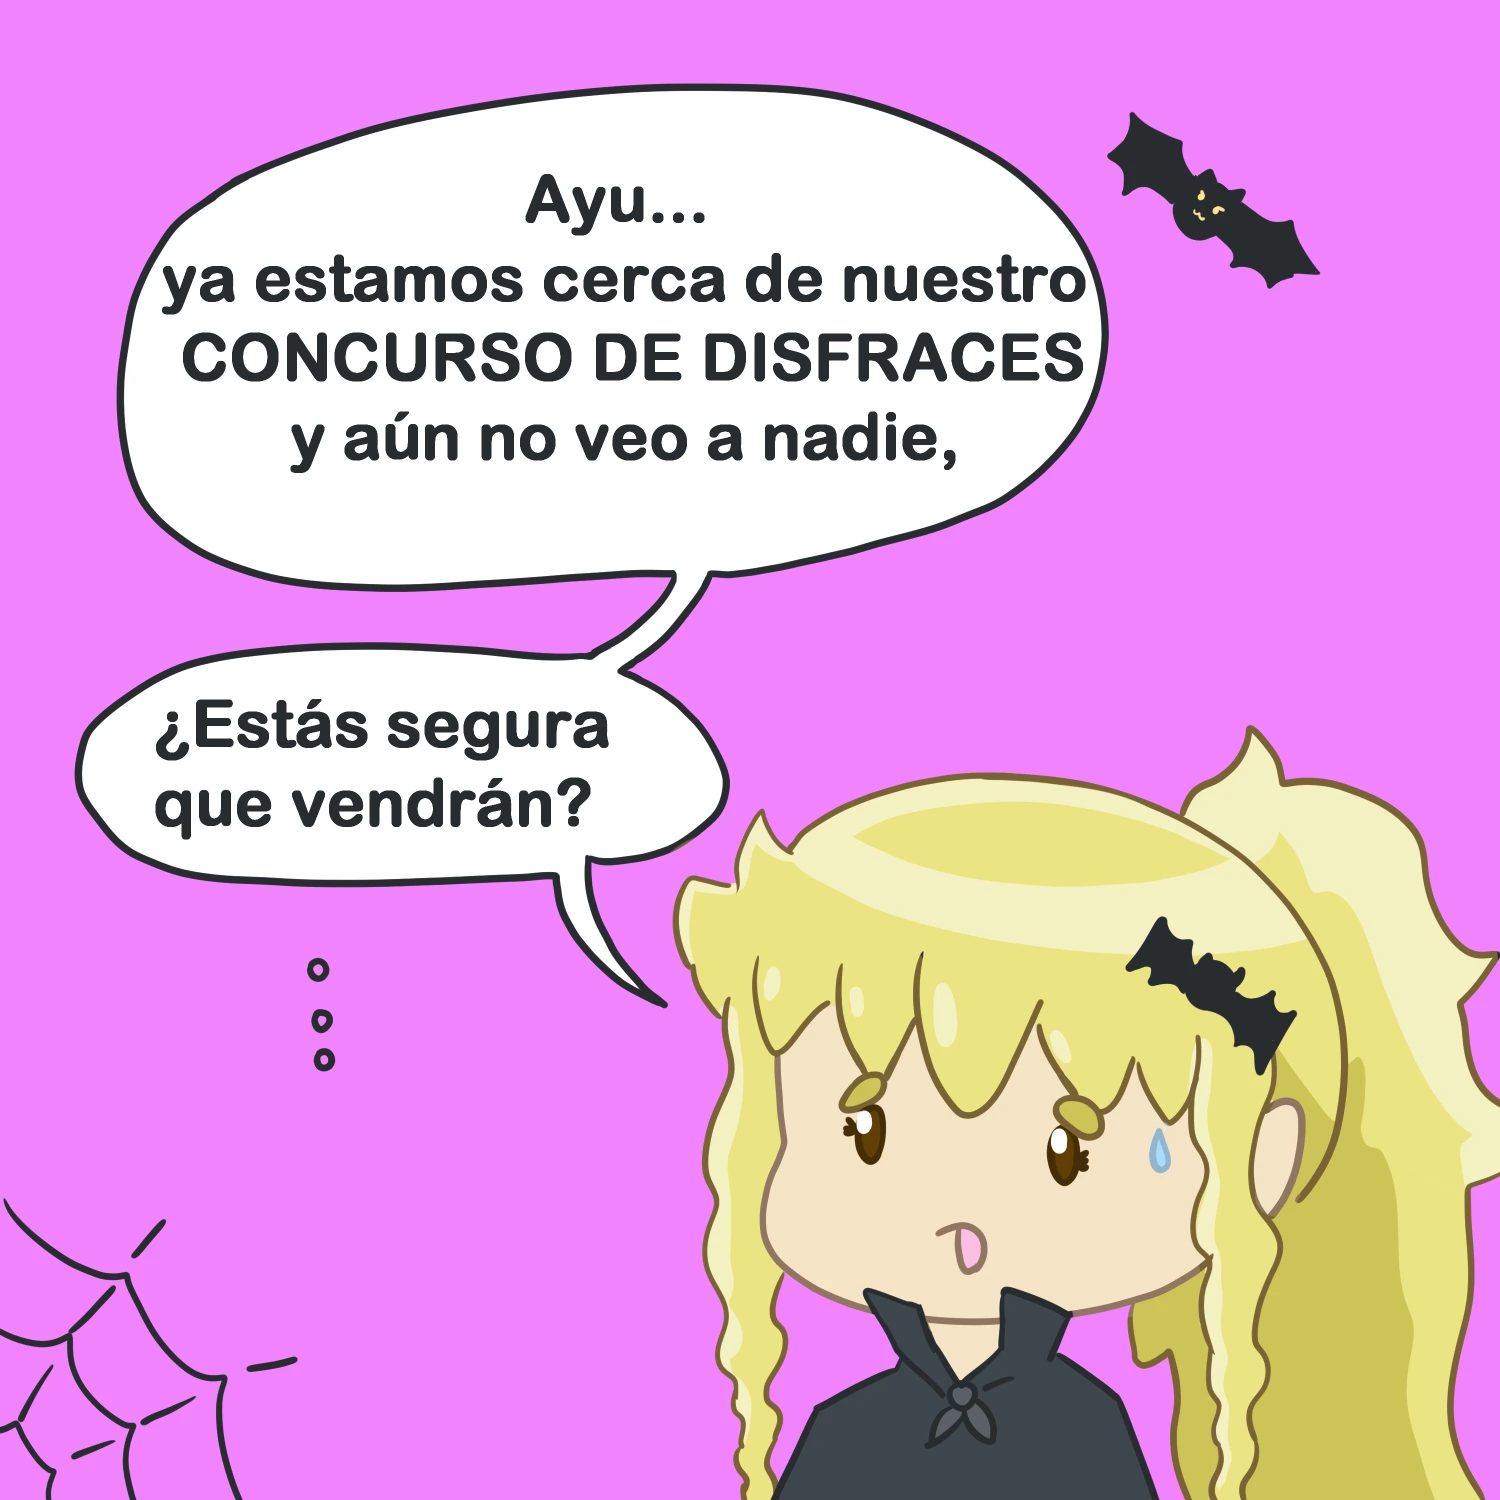 Ayu...
ya estamos cerca de nuestro
CONCURSO DE DISFRACES
y aún no veo a nadie,
¿Estás segura
que vendrán?